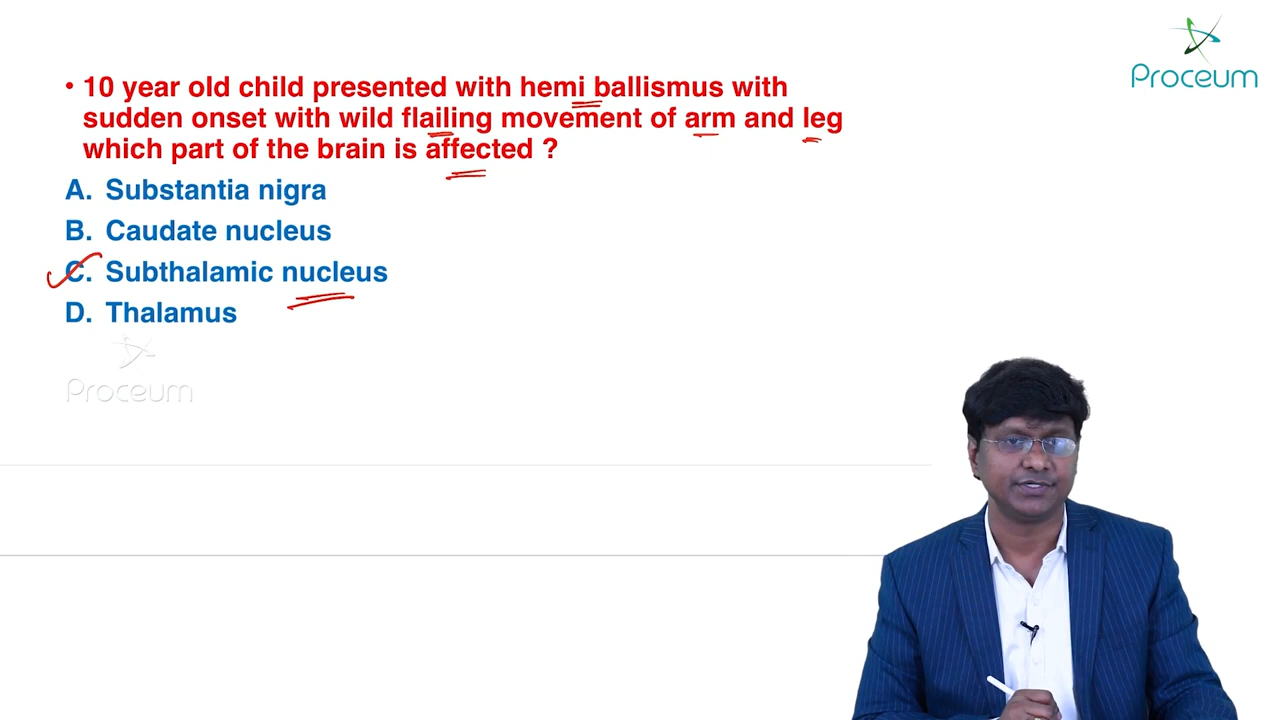 Proceum
• 10 year old child presented with hemi ballismus with
sudden onset with wild flailing movement of arm and leg
which part of the brain is affected ?
A. Substantia nigra
B. Caudate nucleus
C. Subthalamic nucleus
D. Thalamus
Proceum